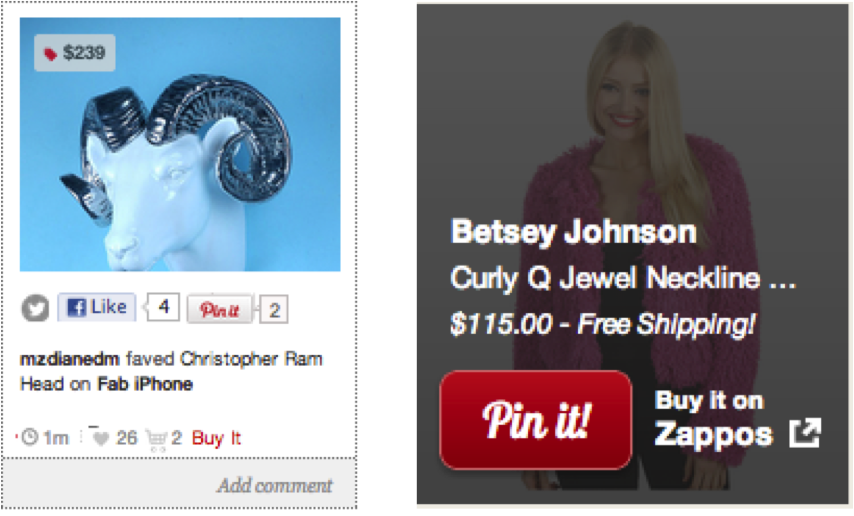 $239
Like 4 Pin it 2
mzdianedm faved Christopher Ram
Head on Fab iPhone
1m 26 2 Buy It
Add comment
Betsey Johnson
Curly Q Jewel Neckline ...
$115.00 - Free Shipping!
Pin it!
Buy it on
Zappos